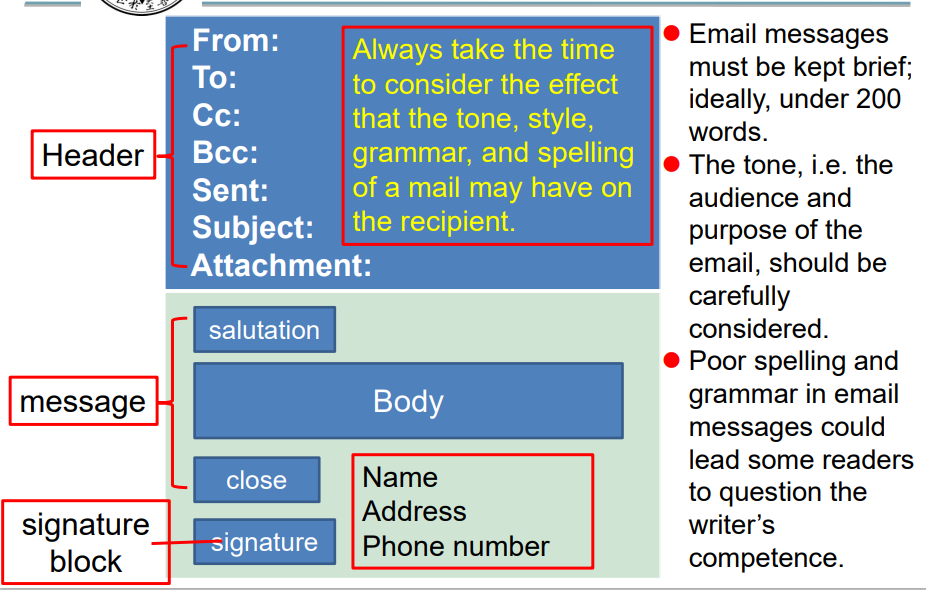 Header
From:
To:
Cc:
Bcc:
Sent:
Subject:
Attachment:
Always take the time
to consider the effect
that the tone, style,
grammar, and spelling
of a mail may have on
the recipient.
message
salutation
Body
close
signature
block
signature
Name
Address
Phone number
Email messages
must be kept brief;
ideally, under 200
words.
The tone, i.e. the
audience and
purpose of the
email, should be
carefully
considered.
Poor spelling and
grammar in email
messages could
lead some readers
to question the
writer’s
competence.